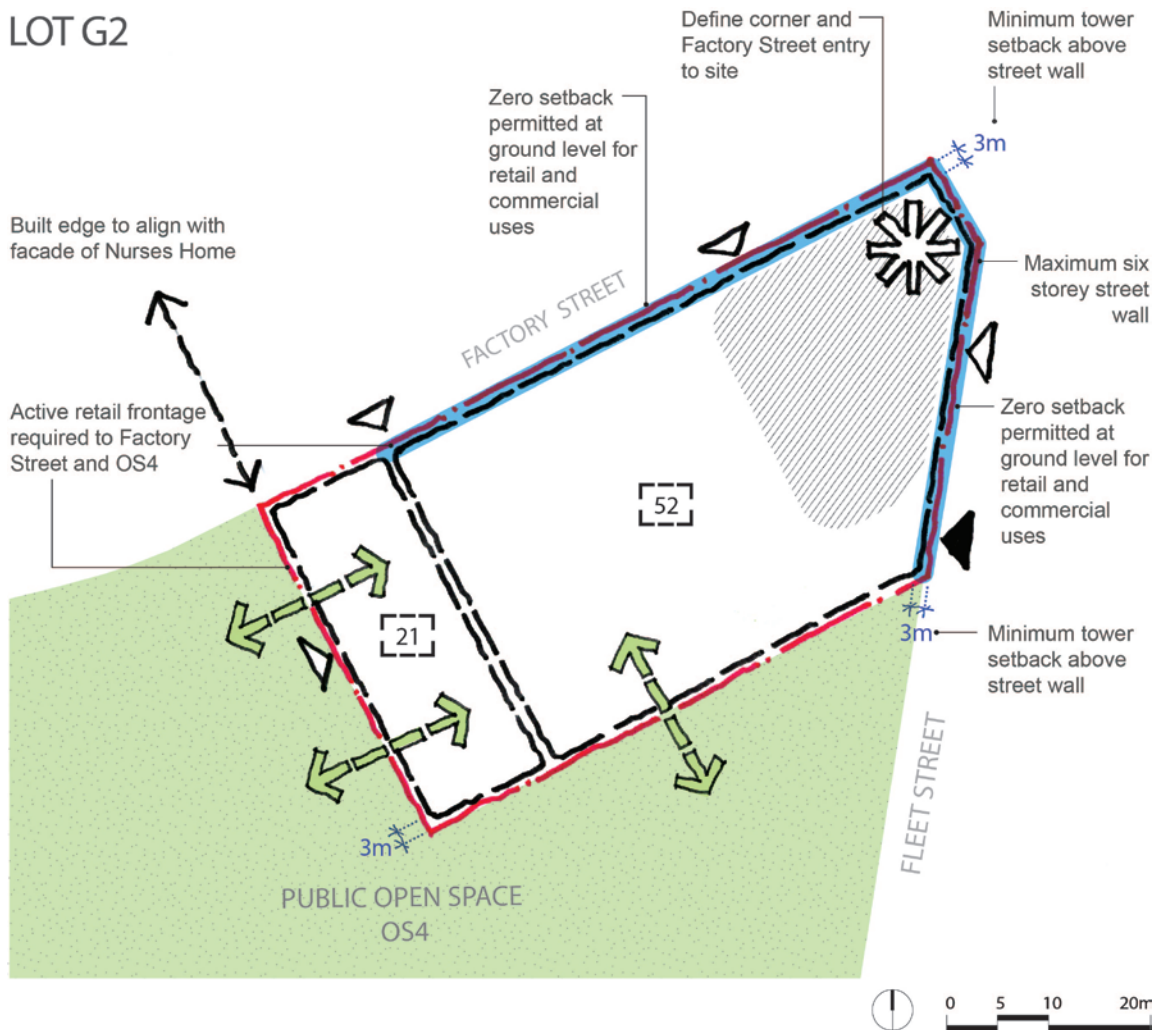 LOT G2
Define corner and
Factory Street entry
to site
Minimum tower
setback above
street wall
Zero setback
permitted at
ground level for
retail and
commercial
uses
3m
Built edge to align with
facade of Nurses Home
Maximum six
storey street
wall
FACTORY STREET
Active retail frontage
required to Factory
Street and OS4
Zero setback
permitted at
ground level for
retail and
commercial
uses
52
21
3m
Minimum tower
setback above
street wall
FLEET STREET
3m
PUBLIC OPEN SPACE
OS4
0 5 10 20m